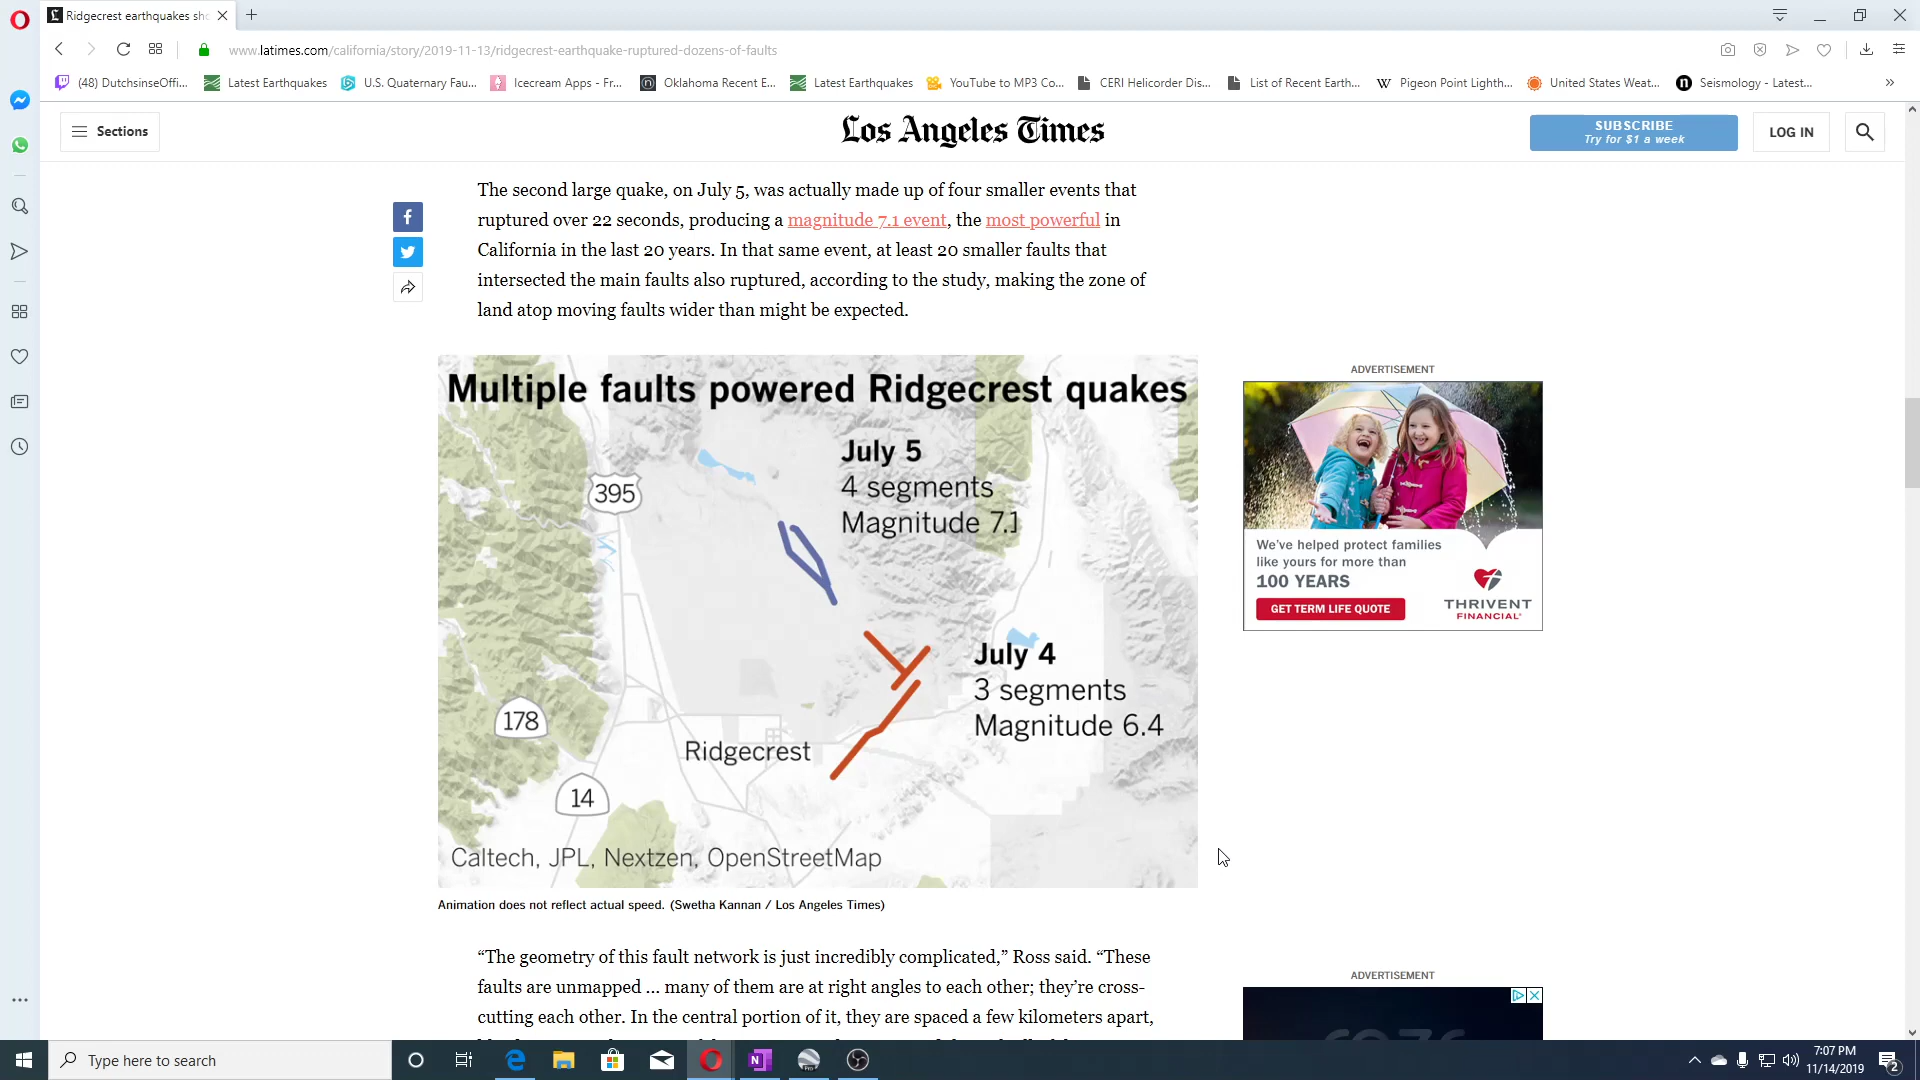 Ridgecrest earthquakes sho
www.latimes.com/california/story/2019-11-13/ridgecrest-earthquake-ruptured-dozens-of-faults
(48) DutchsinseOffi...
Latest Earthquakes
U.S. Quaternary Fau...
Icecream Apps - Fr...
Oklahoma Recent E...
Latest Earthquakes
YouTube to MP3 Co...
CERI Helicorder Dis...
List of Recent Earth...
Pigeon Point Lighth...
United States Weat...
Seismology - Latest...
Sections
Los Angeles Times
SUBSCRIBE
Try for $1 a week
LOG IN
The second large quake, on July 5, was actually made up of four smaller events that
ruptured over 22 seconds, producing a magnitude 7.1 event, the most powerful in
California in the last 20 years. In that same event, at least 20 smaller faults that
intersected the main faults also ruptured, according to the study, making the zone of
land atop moving faults wider than might be expected.
Multiple faults powered Ridgecrest quakes
July 5
4 segments
Magnitude 7.1
395
July 4
3 segments
Magnitude 6.4
178
Ridgecrest
14
Caltech, JPL, Nextzen, OpenStreetMap
Animation does not reflect actual speed. (Swetha Kannan / Los Angeles Times)
ADVERTISEMENT
We've helped protect families
like yours for more than
100 YEARS
GET TERM LIFE QUOTE
THRIVENT
FINANCIAL®
“The geometry of this fault network is just incredibly complicated,” Ross said. “These
faults are unmapped ... many of them are at right angles to each other; they’re cross-
cutting each other. In the central portion of it, they are spaced a few kilometers apart,
ADVERTISEMENT
Type here to search
7:07 PM
11/14/2019
2